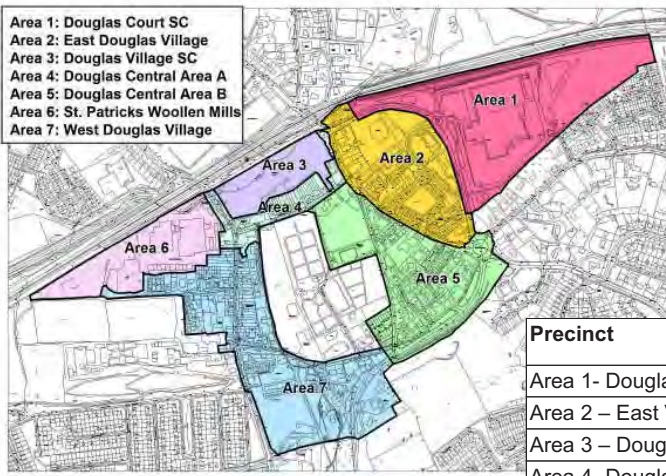 Area 1: Douglas Court SC
Area 2: East Douglas Village
Area 3: Douglas Village SC
Area 4: Douglas Central Area A
Area 5: Douglas Central Area B
Area 6: St. Patricks Woollen Mills
Area 7: West Douglas Village
Area 1
Area 2
Area 3
Area 4
Area 6
Area 5
Area 7
Precinct
Area 1- Dougla
Area 2 – East
Area 3 – Doug